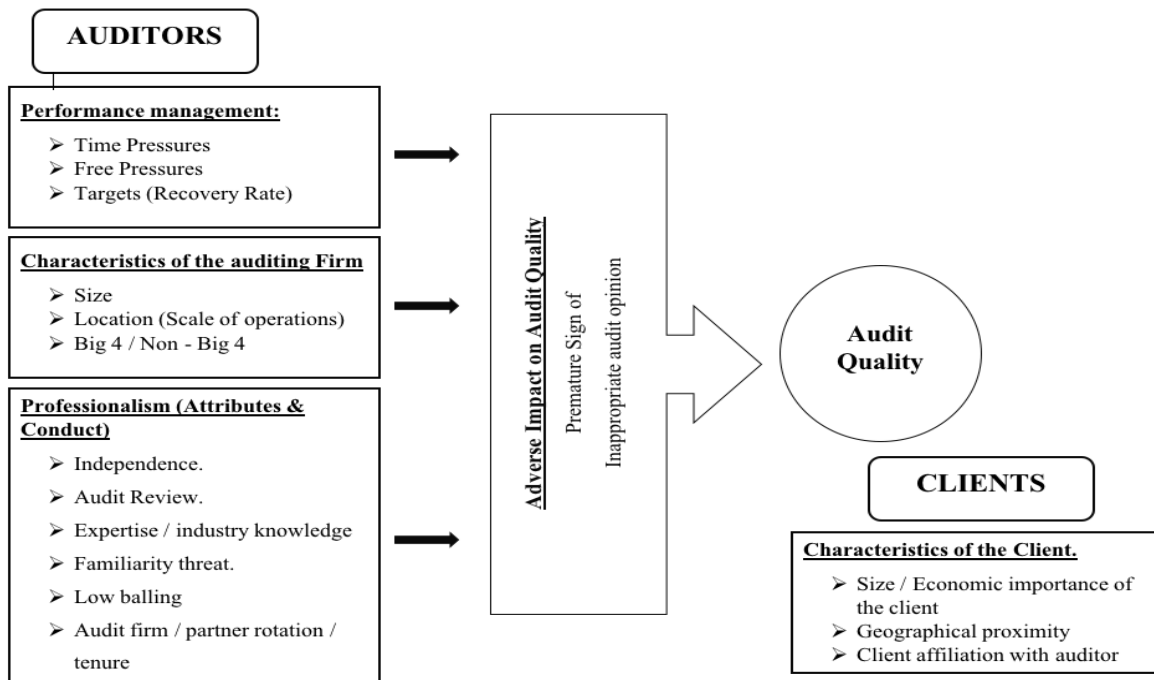 AUDITORS
Performance management:
➢ Time Pressures
➢ Free Pressures
➢ Targets (Recovery Rate)
Characteristics of the auditing Firm
➢ Size
➢ Location (Scale of operations)
➢ Big 4 / Non - Big 4
Professionalism (Attributes &
Conduct)
➢ Independence.
➢ Audit Review.
➢ Expertise / industry knowledge
➢ Familiarity threat.
➢ Low balling
➢ Audit firm / partner rotation /
tenure
Adverse Impact on Audit Quality
Premature Sign of
Inappropriate audit opinion
Audit
Quality
CLIENTS
Characteristics of the Client.
➢ Size / Economic importance of
the client
➢ Geographical proximity
➢ Client affiliation with auditor